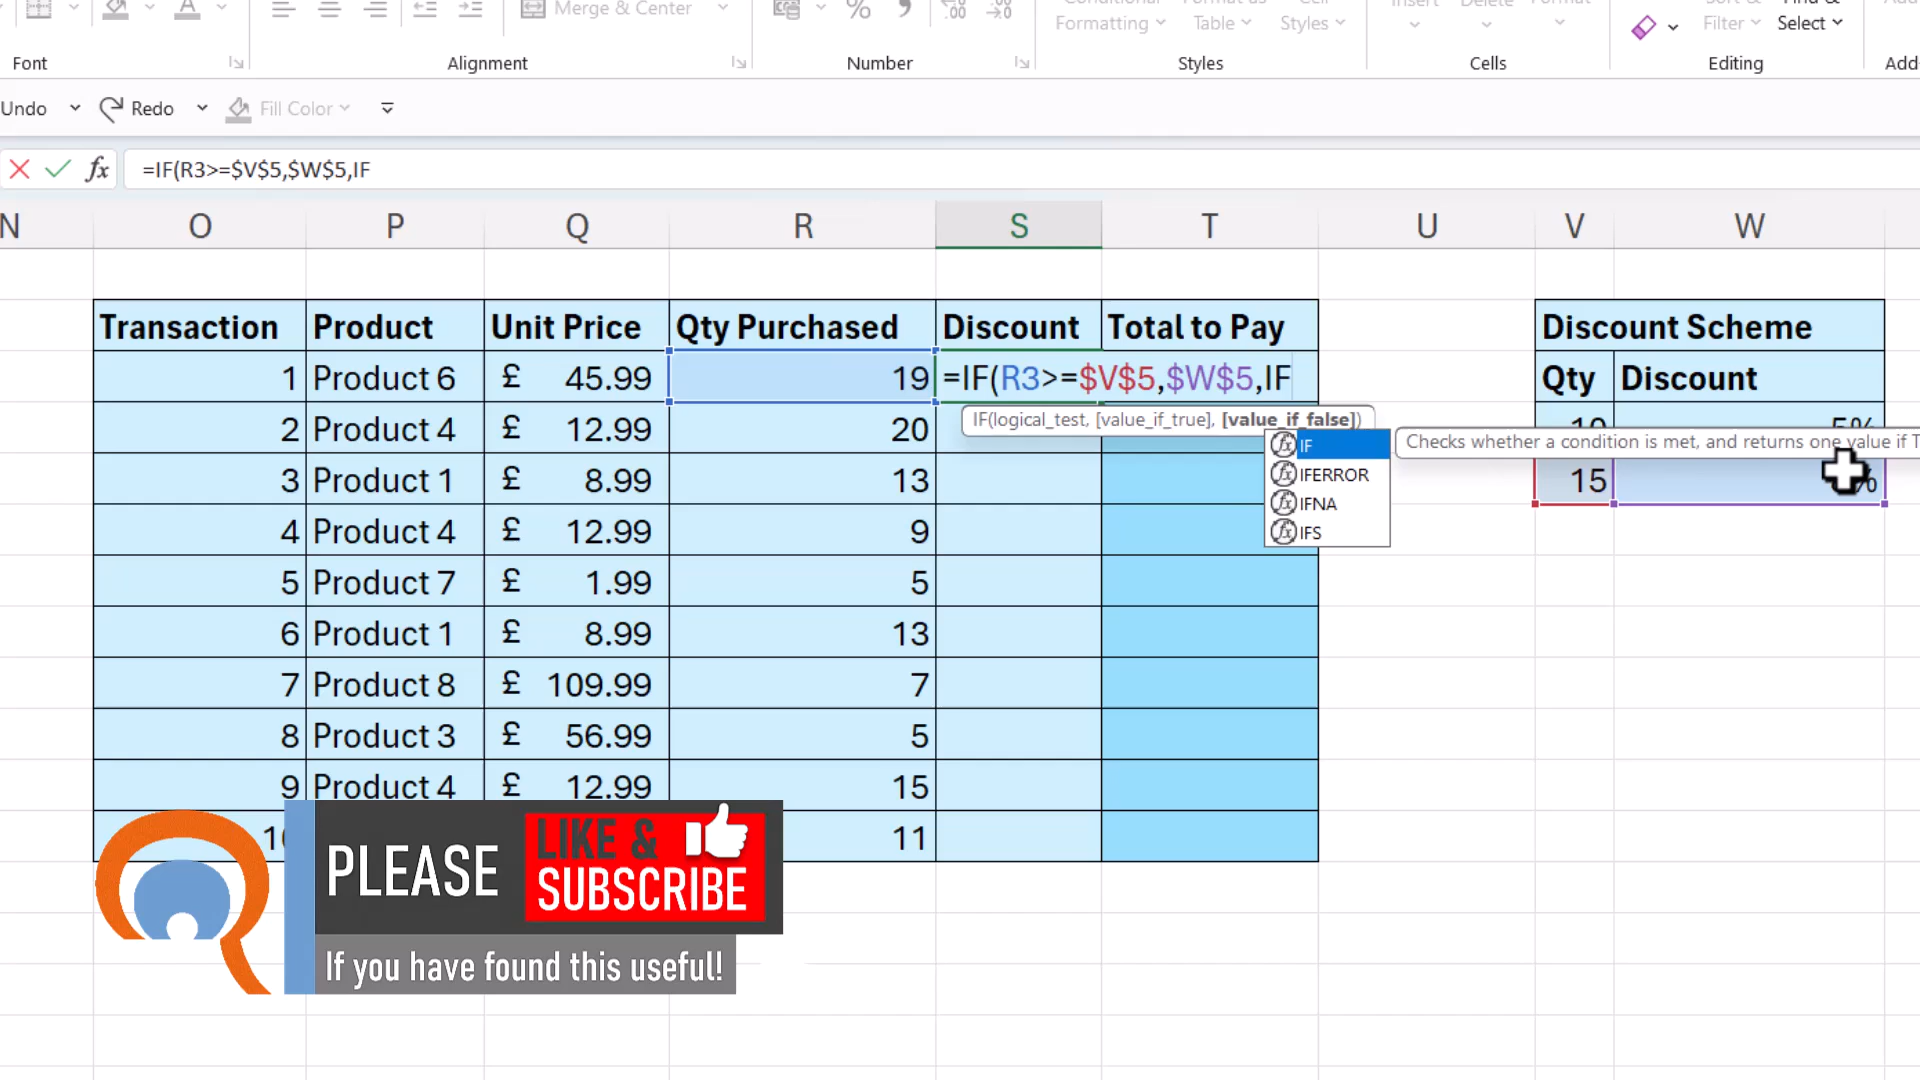 Merge & Center
Formatting
Table
Styles
Filter
Select
Font
Alignment
Number
Styles
Cells
Editing
Add
Undo
Redo
Fill Color
fx
=IF(R3>=$V$5,$W$5,IF
N O P Q R S T U V W
Transaction Product Unit Price Qty Purchased Discount Total to Pay
Discount Scheme
1 Product 6 £ 45.99 19 =IF(R3>=$V$5,$W$5,IF
Qty Discount
IF(logical_test, [value_if_true], [value_if_false])
2 Product 4 £ 12.99 20
IF
Checks whether a condition is met, and returns one value if T
3 Product 1 £ 8.99 13
IFERROR
15
IFNA
IFS
4 Product 4 £ 12.99 9
5 Product 7 £ 1.99 5
6 Product 1 £ 8.99 13
7 Product 8 £ 109.99 7
8 Product 3 £ 56.99 5
9 Product 4 £ 12.99 15
11
PLEASE
LIKE &
SUBSCRIBE
If you have found this useful!